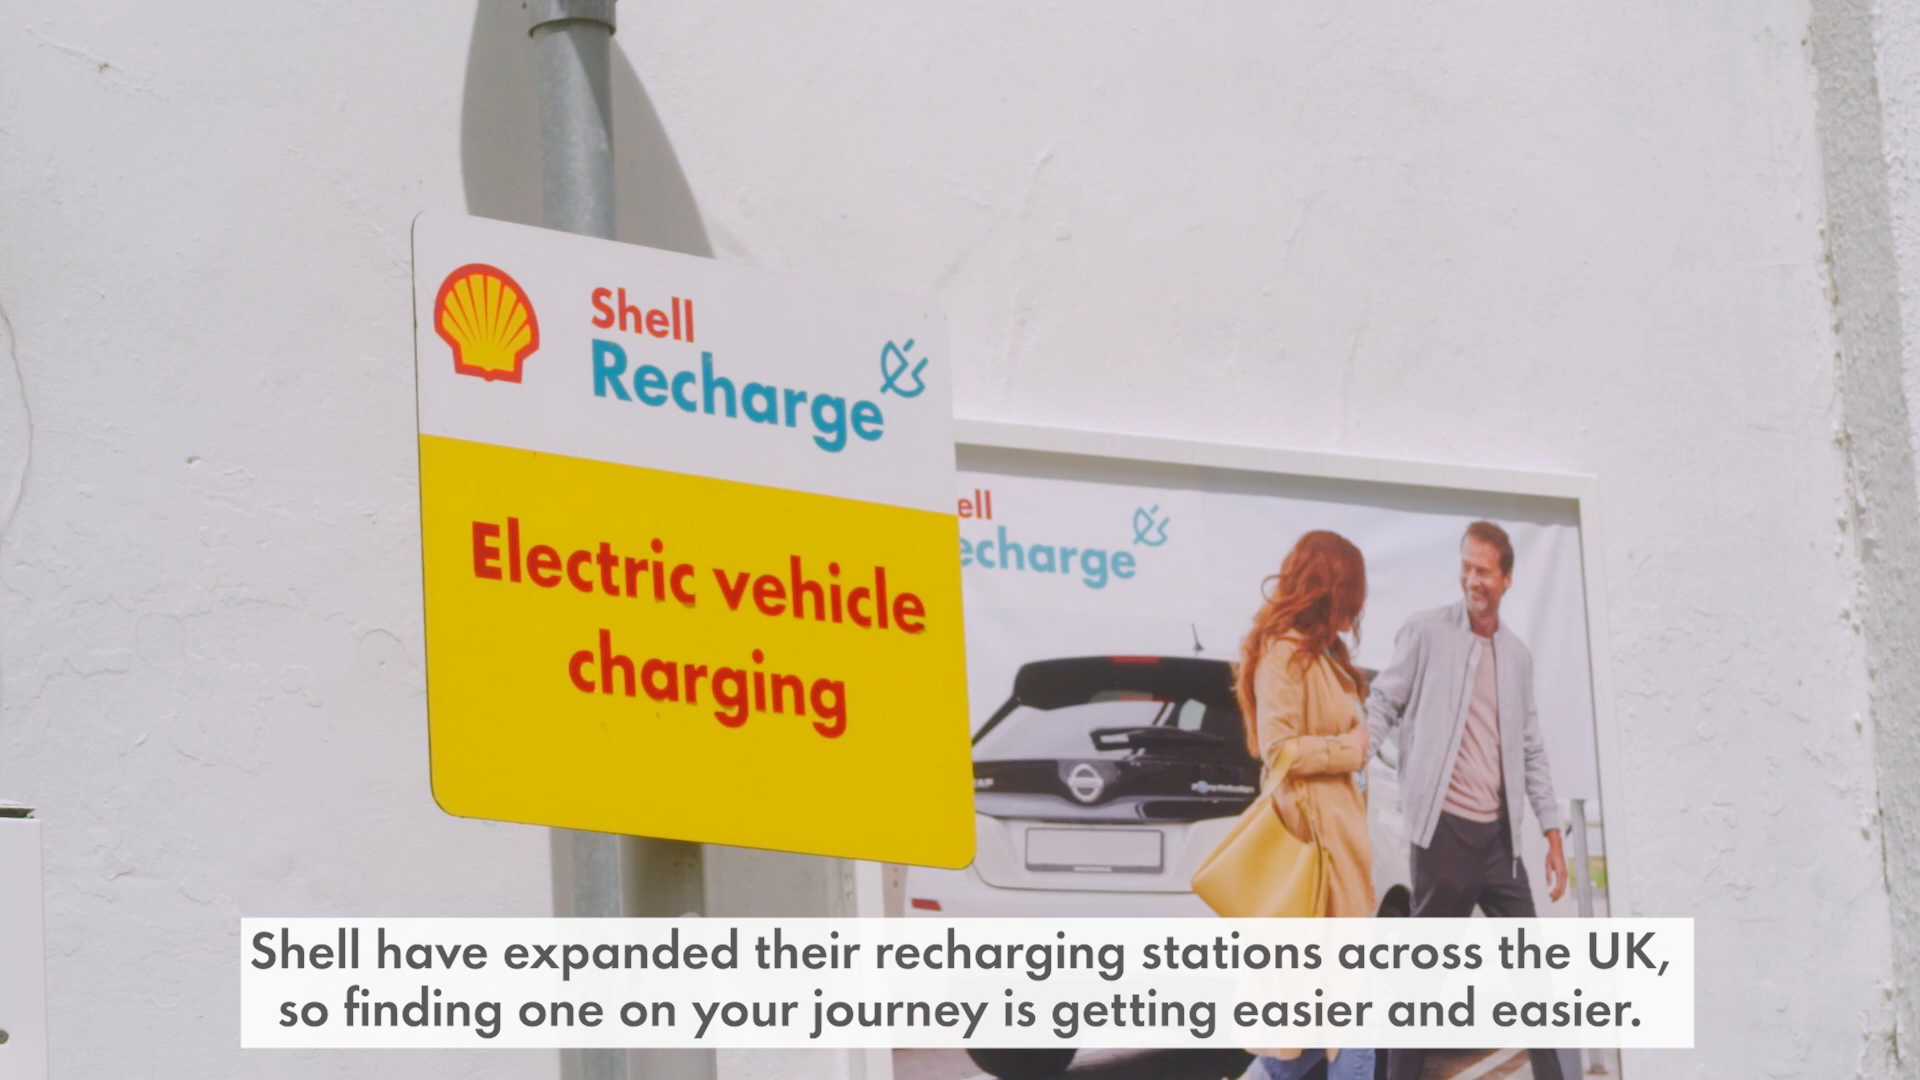 Shell
Recharge
Electric vehicle
charging
ell
echarge
Shell have expanded their recharging stations across the UK,
so finding one on your journey is getting easier and easier.